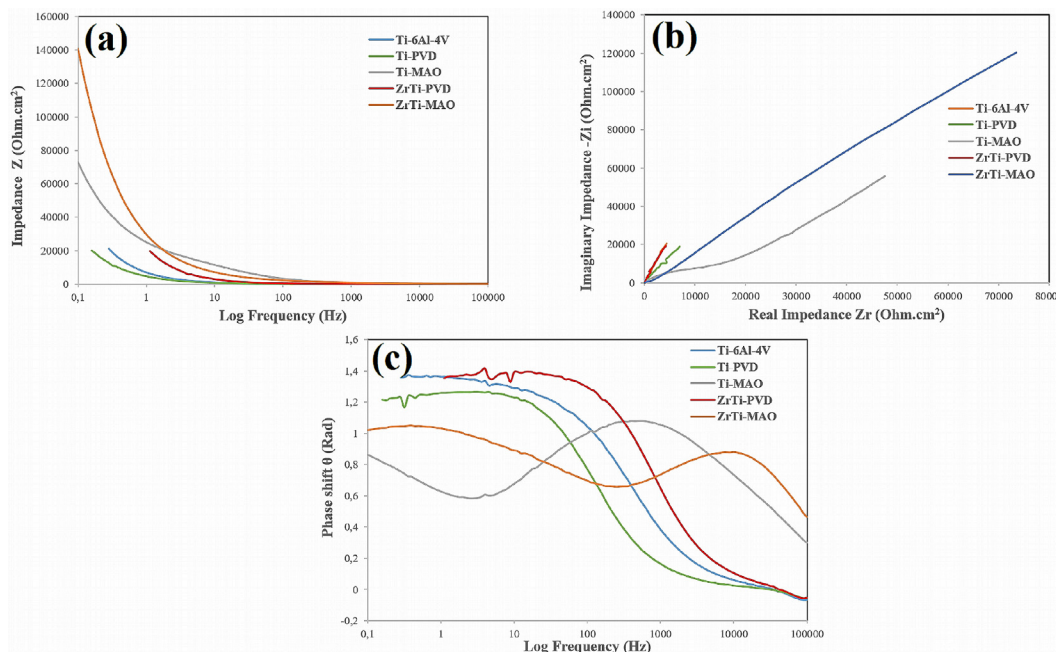 (a)
160000
140000
120000
100000
80000
60000
40000
20000
0
Impedance Z (Ohm.cm²)
Ti-6Al-4V
Ti-PVD
Ti-MAO
ZrTi-PVD
ZrTi-MAO
0,1 1 10 100 1000 10000 100000
Log Frequency (Hz)
(b)
140000
120000
100000
80000
60000
40000
20000
0
Imaginary Impedance -Zi (Ohm.cm²)
Ti-6Al-4V
Ti-PVD
Ti-MAO
ZrTi-PVD
ZrTi-MAO
0 10000 20000 30000 40000 50000 60000 70000 8000
Real Impedance Zr (Ohm.cm²)
(c)
1,6
1,4
1,2
1
0,8
0,6
0,4
0,2
0
-0,2
Phase shift θ (Rad)
Ti-6Al-4V
Ti-PVD
Ti-MAO
ZrTi-PVD
ZrTi-MAO
0,1 1 10 100 1000 10000 100000
Log Frequency (Hz)